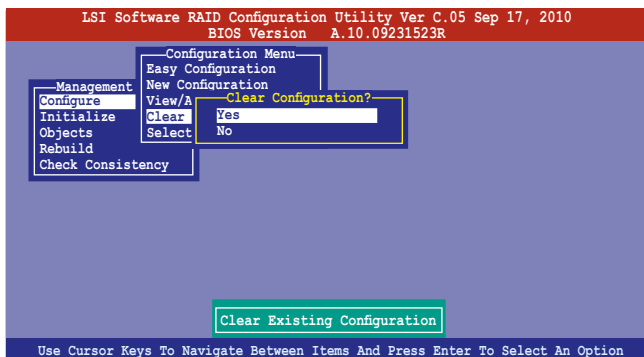 LSI Software RAID Configuration Utility Ver C.05 Sep 17, 2010
BIOS Version A.10.09231523R
Configuration Menu
Easy Configuration
New Configuration
View/A
Clear
Select
Management
Configure
Initialize
Objects
Rebuild
Check Consistency
Clear Configuration?
Yes
No
Clear Existing Configuration
Use Cursor Keys To Navigate Between Items And Press Enter To Select An Option